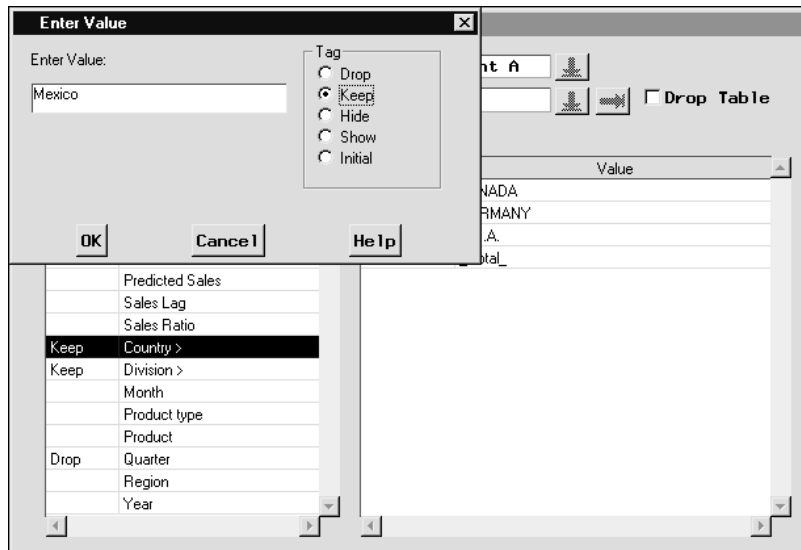 Enter Value
Enter Value:
Mexico
Tag
Drop
Keep
Hide
Show
Initial
OK Cancel Help
nt A
Drop Table
Value
NADA
RMANY
.A.
Predicted Sales
Sales Lag
Sales Ratio
Keep Country >
Keep Division >
Month
Product type
Product
Drop Quarter
Region
Year